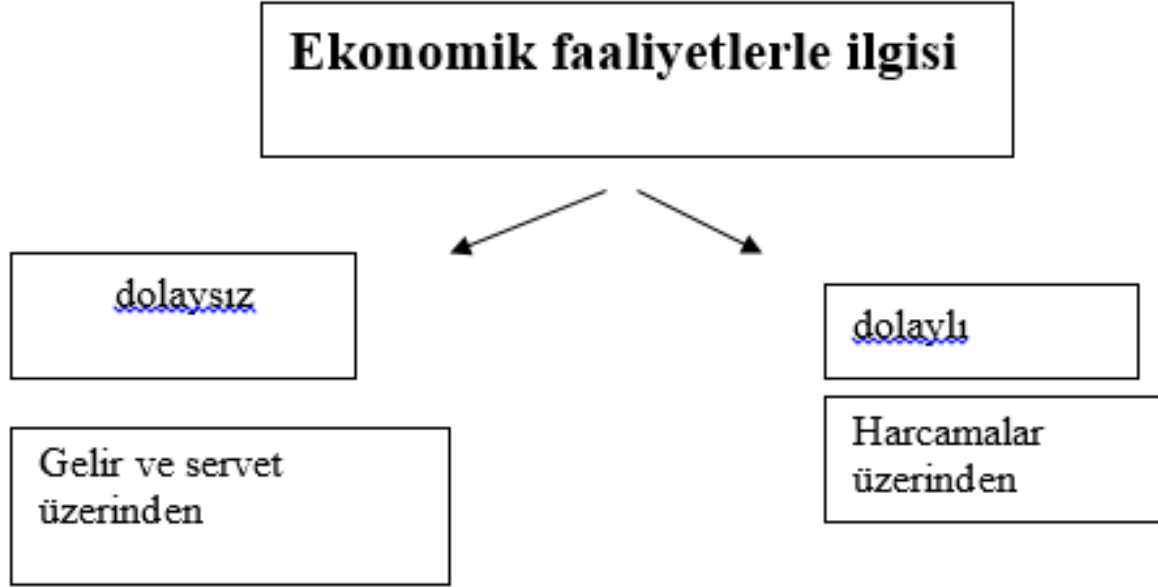 Ekonomik faaliyetlerle ilgisi
dolaysız
dolaylı
Gelir ve servet
üzerinden
Harcamalar
üzerinden